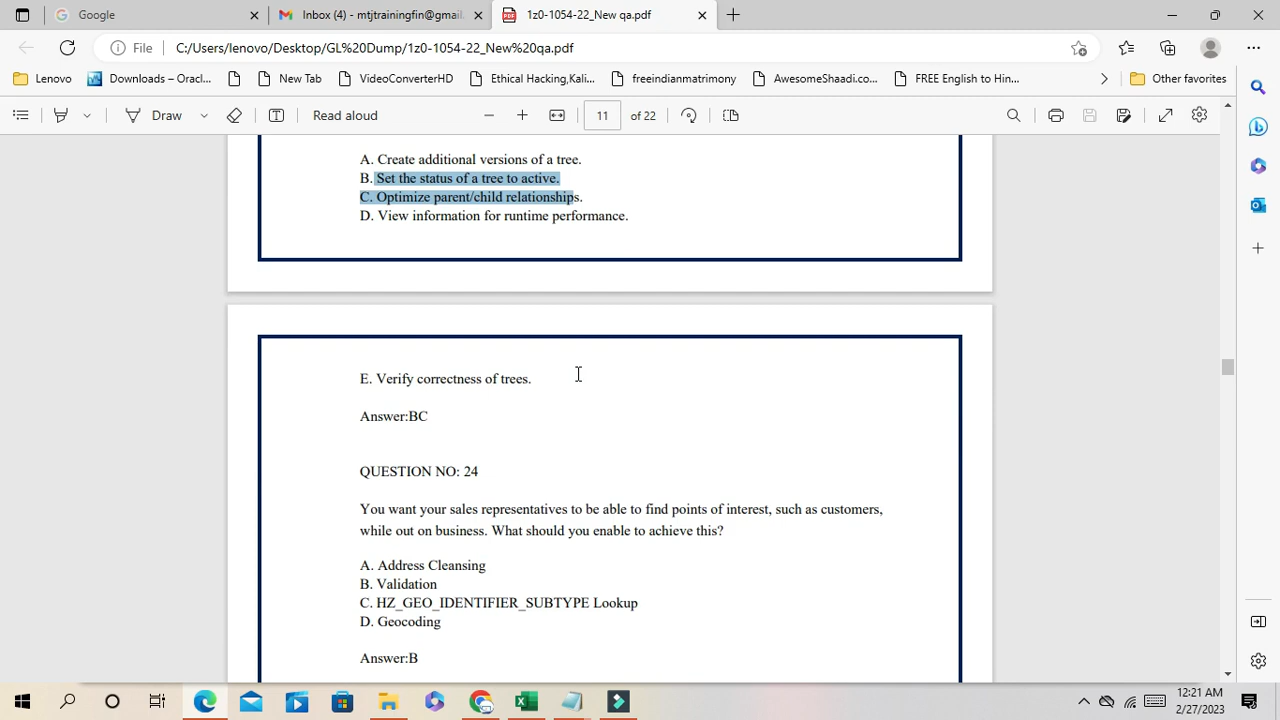 Google
Inbox (4) - mtjtrainingfin@gmail.
1z0-1054-22_New qa.pdf
File
C:/Users/lenovo/Desktop/GL%20Dump/1z0-1054-22_New%20qa.pdf
Lenovo
Downloads – Oracl...
New Tab
VideoConverterHD
Ethical Hacking,Kali...
freeindianmatrimony
AwesomeShaadi.co...
FREE English to Hin...
Other favorites
Draw
Read aloud
11
of 22
A. Create additional versions of a tree.
B. Set the status of a tree to active.
C. Optimize parent/child relationships.
D. View information for runtime performance.
E. Verify correctness of trees.
Answer:BC
QUESTION NO: 24
You want your sales representatives to be able to find points of interest, such as customers,
while out on business. What should you enable to achieve this?
A. Address Cleansing
B. Validation
C. HZ_GEO_IDENTIFIER_SUBTYPE Lookup
D. Geocoding
Answer:B
12:21 AM
2/27/2023